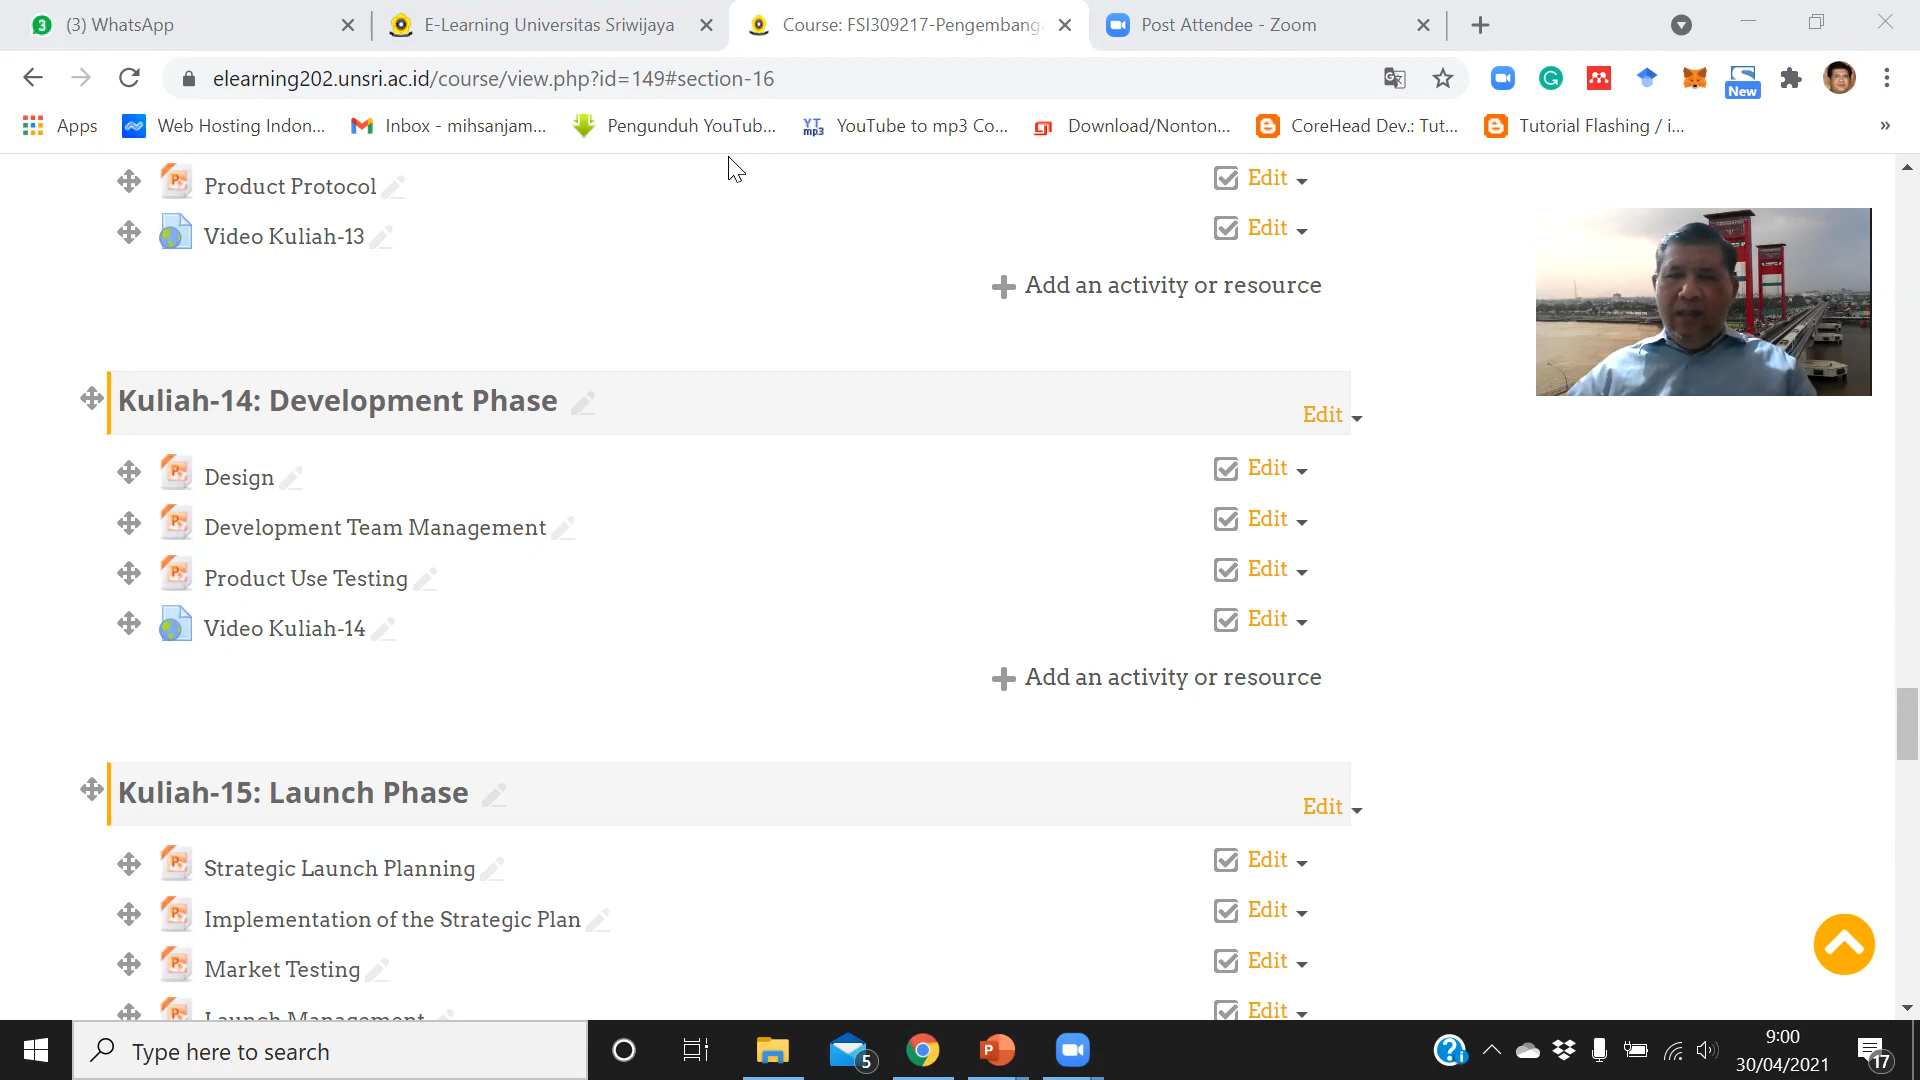 3 (3) WhatsApp
E-Learning Universitas Sriwijaya
Course: FSI309217-Pengembang
Post Attendee - Zoom
elearning202.unsri.ac.id/course/view.php?id=149#section-16
New
Apps
Web Hosting Indon...
Inbox - mihsanjam...
Pengunduh YouTub...
YT mp3 YouTube to mp3 Co...
Download/Nonton...
CoreHead Dev.: Tut...
Tutorial Flashing / i...
»
Product Protocol
Edit
Video Kuliah-13
Edit
Add an activity or resource
Kuliah-14: Development Phase
Edit
Design
Edit
Development Team Management
Edit
Product Use Testing
Edit
Video Kuliah-14
Edit
Add an activity or resource
Kuliah-15: Launch Phase
Edit
Strategic Launch Planning
Edit
Implementation of the Strategic Plan
Edit
Market Testing
Edit
Launch Management
Edit
Type here to search
5
9:00
30/04/2021
17